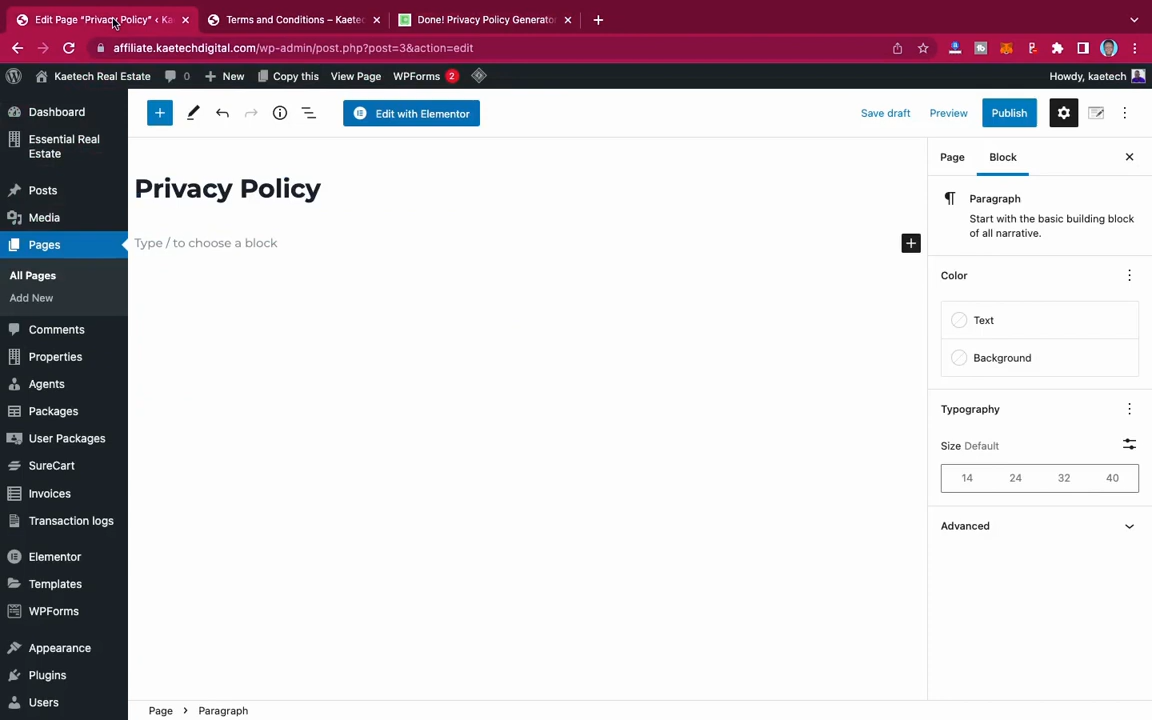 Edit Page “Privacy Policy” ‹ Ka
Terms and Conditions – Kaetec
Done! Privacy Policy Generator
affiliate.kaetechdigital.com/wp-admin/post.php?post=3&action=edit
Kaetech Real Estate
0
New
Copy this
View Page
WPForms 2
Howdy, kaetech
Dashboard
Essential Real
Estate
Posts
Media
Pages
All Pages
Add New
Comments
Properties
Agents
Packages
User Packages
SureCart
Invoices
Transaction logs
Elementor
Templates
WPForms
Appearance
Plugins
Users
Edit with Elementor
Save draft
Preview
Publish
Privacy Policy
Type / to choose a block
Page
Block
Paragraph
Start with the basic building block
of all narrative.
Color
Text
Background
Typography
Size Default
14 24 32 40
Advanced
Page › Paragraph